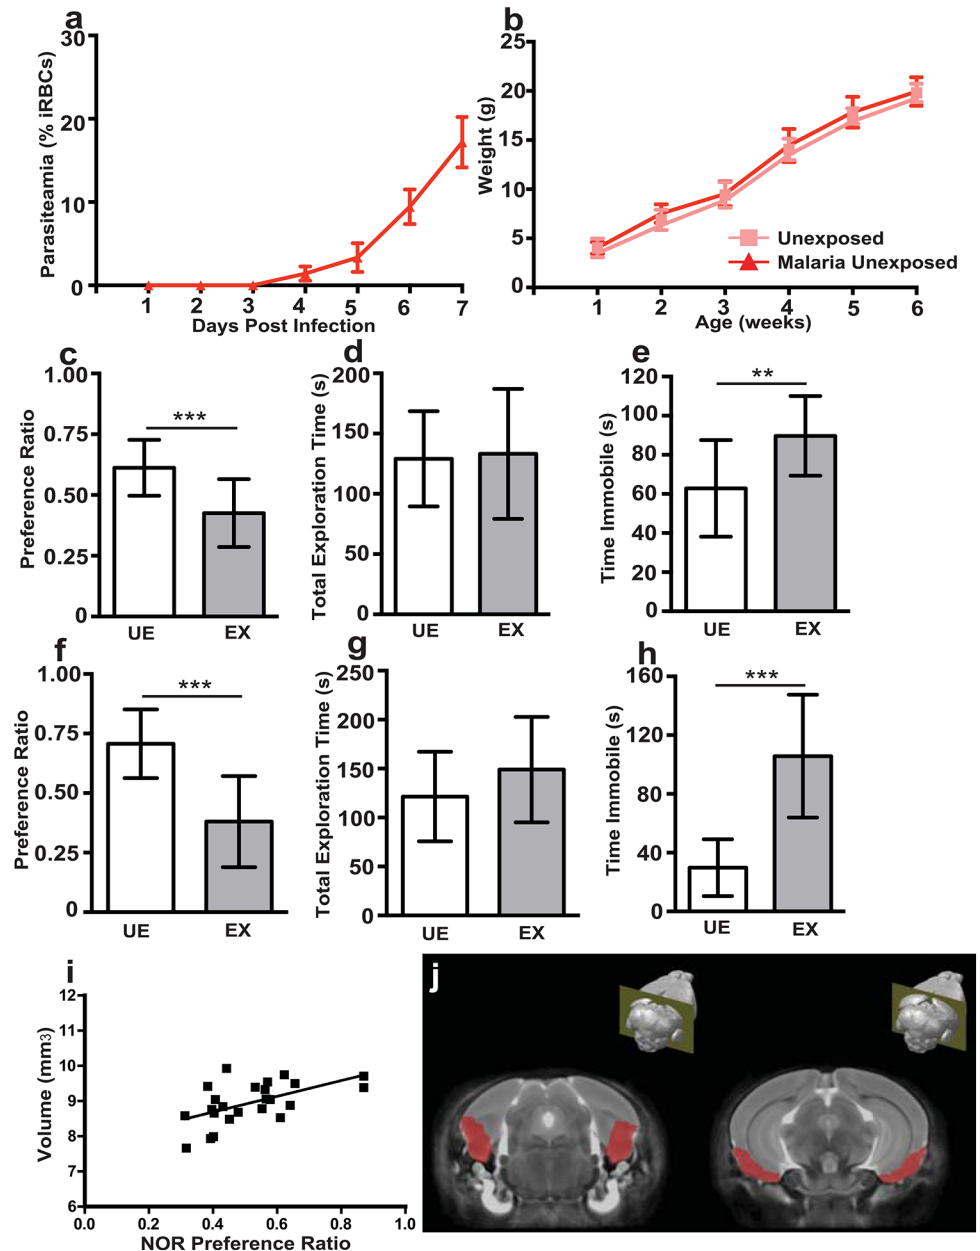 a
30
20
10
0
Parasiteamia (% iRBCs)
1 2 3 4 5 6 7
Days Post Infection
b
25
20
15
10
5
0
Weight (g)
Unexposed
Malaria Unexposed
1 2 3 4 5 6
Age (weeks)
c
1.00
0.75
0.50
0.25
0
Preference Ratio
***
UE EX
d
200
150
100
50
0
Total Exploration Time (s)
UE EX
e
120
100
80
60
40
20
0
Time Immobile (s)
**
UE EX
f
1.00
0.75
0.50
0.25
0
Preference Ratio
***
UE EX
g
250
200
150
100
50
0
Total Exploration Time (s)
UE EX
h
160
120
80
40
0
Time Immobile (s)
***
UE EX
i
12
11
10
9
8
7
6
Volume (mm3)
0.0 0.2 0.4 0.6 0.8 1.0
NOR Preference Ratio
j